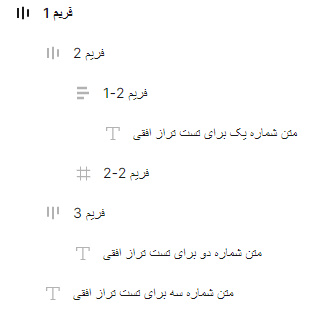 فریم 1
فریم 2
فریم 2-1
متن شماره یک برای تست تراز افقی
فریم 2-2
فریم 3
متن شماره دو برای تست تراز افقی
متن شماره سه برای تست تراز افقی